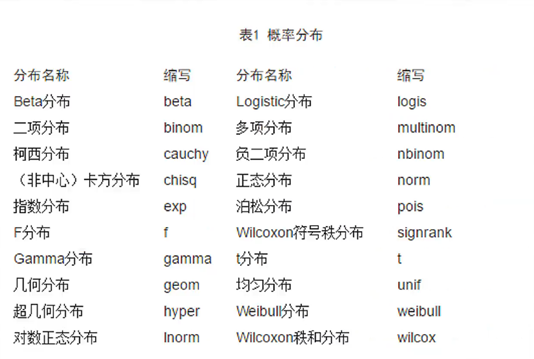 表1 概率分布
分布名称 缩写 分布名称 缩写
Beta分布 beta Logistic分布 logis
二项分布 binom 多项分布 multinom
柯西分布 cauchy 负二项分布 nbinom
（非中心）卡方分布 chisq 正态分布 norm
指数分布 exp 泊松分布 pois
F分布 f Wilcoxon符号秩分布 signrank
Gamma分布 gamma t分布 t
几何分布 geom 均匀分布 unif
超几何分布 hyper Weibull分布 weibull
对数正态分布 lnorm Wilcoxon秩和分布 wilcox